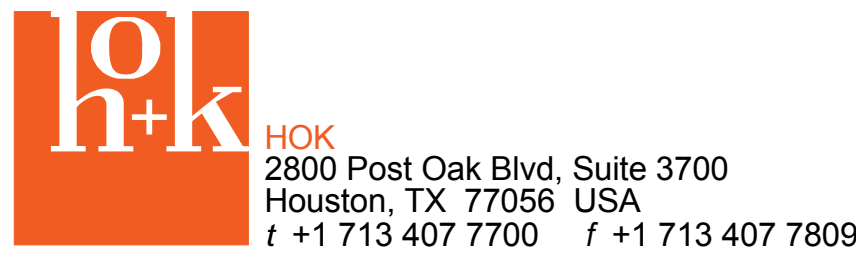 ho+k
HOK
2800 Post Oak Blvd, Suite 3700
Houston, TX  77056  USA
t  +1 713 407 7700     f  +1 713 407 7809